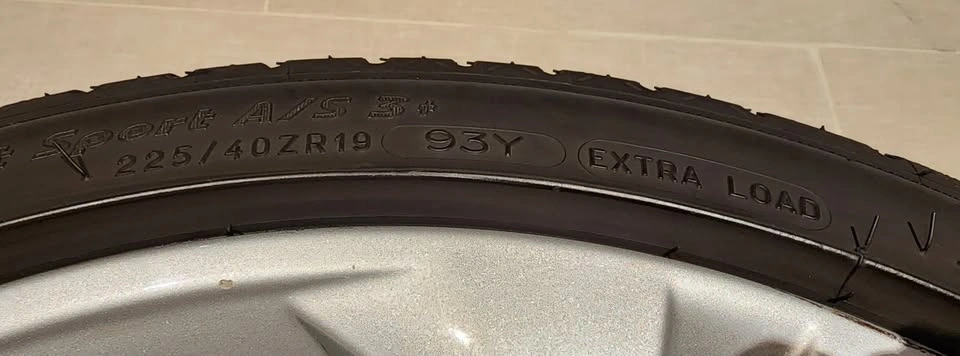 Sport A/S 3+
225/40ZR19 93Y EXTRA LOAD